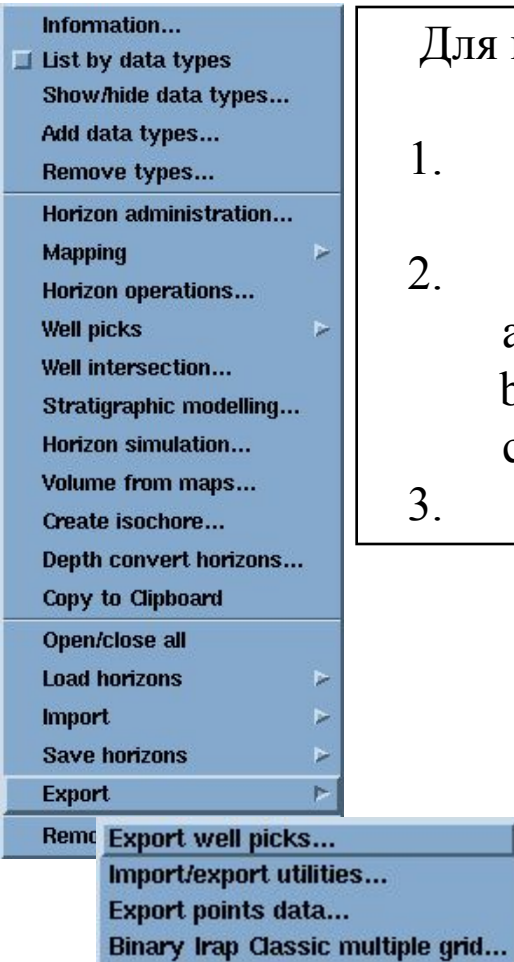 Information...
List by data types
Show/hide data types...
Add data types...
Remove types...
Horizon administration...
Mapping
Horizon operations...
Well picks
Well intersection...
Stratigraphic modelling...
Horizon simulation...
Volume from maps...
Create isochore...
Depth convert horizons...
Copy to Clipboard
Open/close all
Load horizons
Import
Save horizons
Export
Export well picks...
Import/export utilities...
Export points data...
Binary Irap Classic multiple grid...
Для
1.
2.
3.